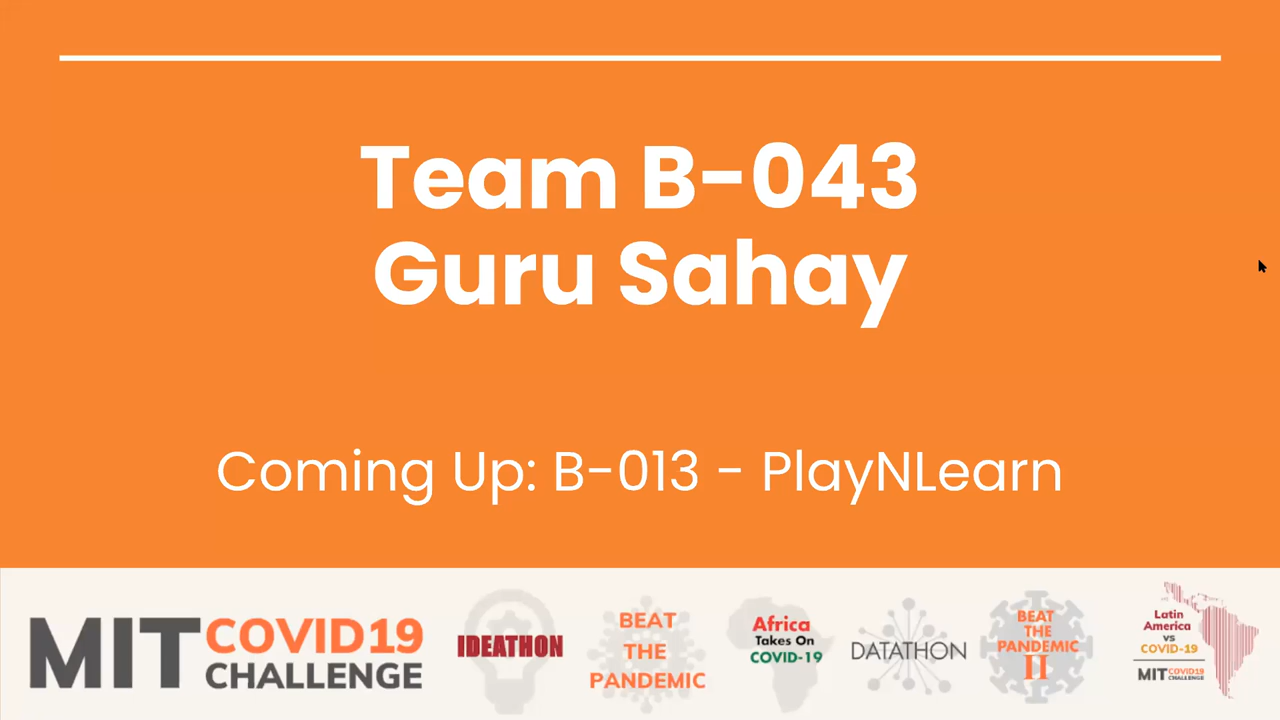 Team B-043
Guru Sahay
Coming Up: B-013 - PlayNLearn
MIT COVID19 CHALLENGE
IDEATHON
BEAT
THE
PANDEMIC
Africa
Takes On
COVID-19
DATATHON
BEAT
THE
PANDEMIC
II
Latin
America
vs
COVID-19
MIT COVID19 CHALLENGE